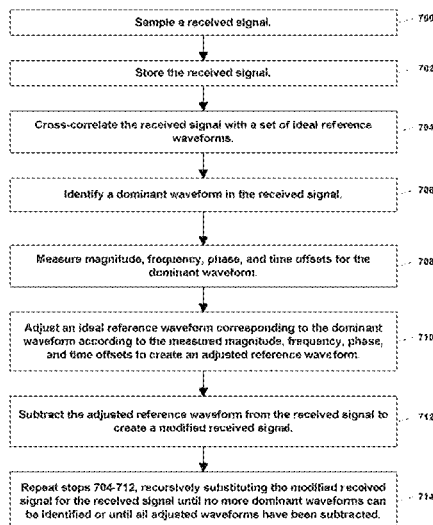 Sample a received signal.
700
Store the received signal.
702
Cross-correlate the received signal with a set of ideal reference
waveforms.
704
Identify a dominant waveform in the received signal.
706
Measure magnitude, frequency, phase, and time offsets for the
dominant waveform.
708
Adjust an ideal reference waveform corresponding to the dominant
waveform according to the measured magnitude, frequency, phase,
and time offsets to create an adjusted reference waveform.
710
Subtract the adjusted reference waveform from the received signal to
create a modified received signal.
712
Repeat steps 704-712, recursively substituting the modified received
signal for the received signal until no more dominant waveforms can
be identified or until all adjusted waveforms have been subtracted.
714